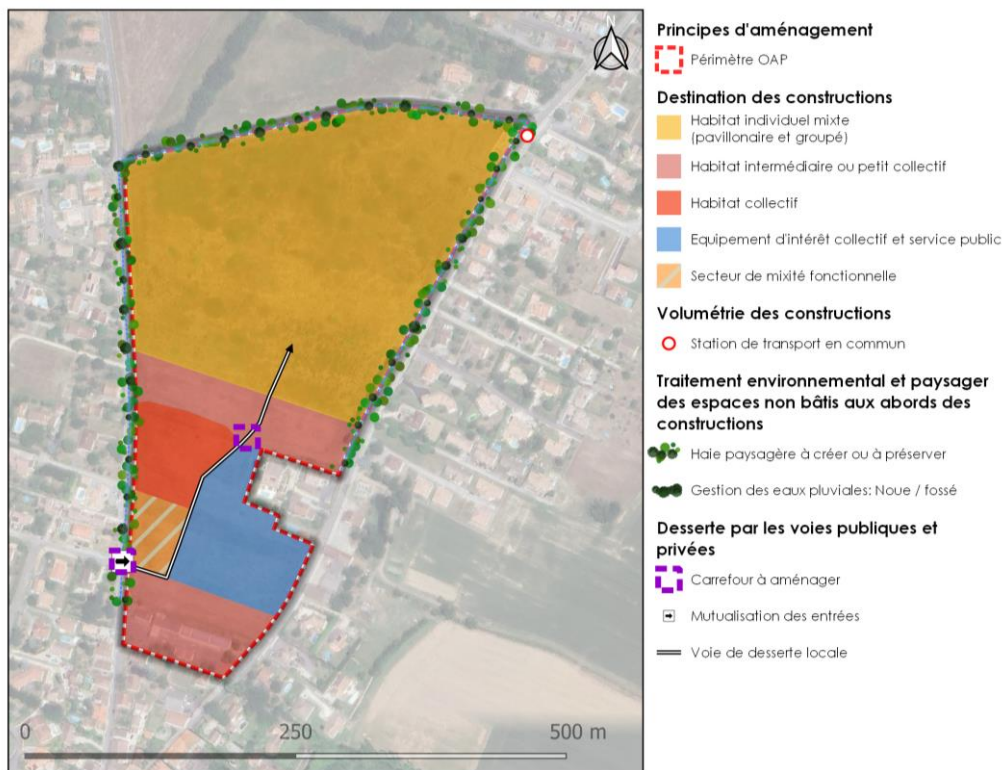 N
0
250
500 m
Principes d'aménagement
Périmètre OAP
Destination des constructions
Habitat individuel mixte
(pavillonaire et groupé)
Habitat intermédiaire ou petit collectif
Habitat collectif
Equipement d'intérêt collectif et service public
Secteur de mixité fonctionnelle
Volumétrie des constructions
Station de transport en commun
Traitement environnemental et paysager
des espaces non bâtis aux abords des
constructions
Haie paysagère à créer ou à préserver
Gestion des eaux pluviales: Noue / fossé
Desserte par les voies publiques et
privées
Carrefour à aménager
Mutualisation des entrées
Voie de desserte locale